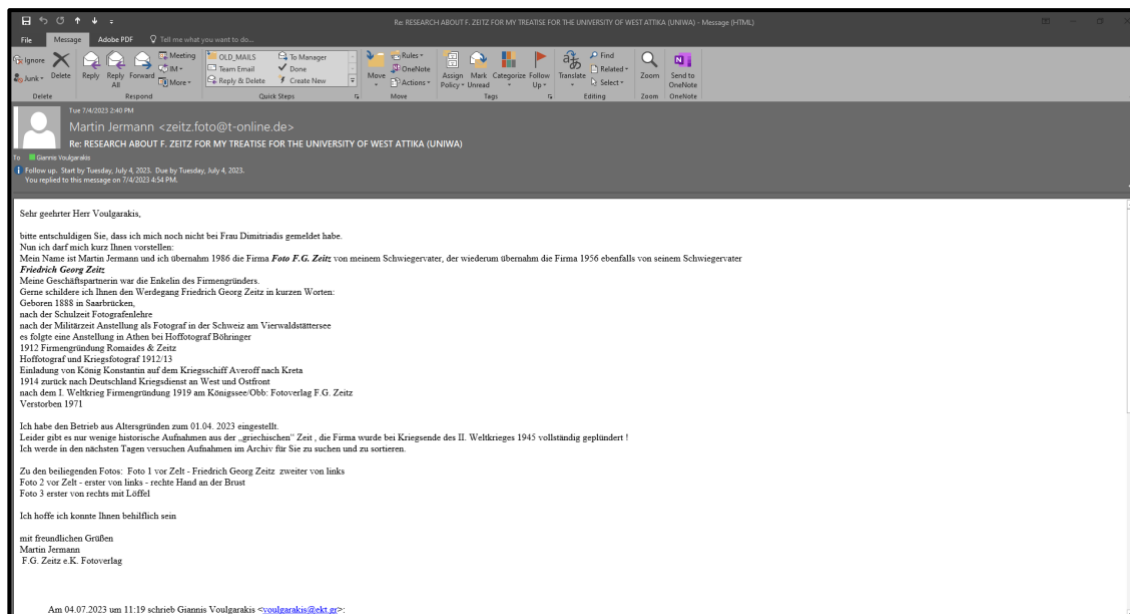 Re: RESEARCH ABOUT F. ZEITZ FOR MY TREATISE FOR THE UNIVERSITY OF WEST ATTIKA (UNIWA) - Message (HTML)
File Message Adobe PDF Tell me what you want to do...
Ignore
Junk
Delete
Reply
Reply All
Forward
Meeting
IM
More
OLD_MAILS
Team Email
Reply & Delete
To Manager
Done
Create New
Move
Rules
OneNote
Actions
Assign Policy
Mark Unread
Categorize
Follow Up
Translate
Find
Related
Select
Zoom
Send to OneNote
Delete Respond Quick Steps Move Tags Editing Zoom OneNote
Tue 7/4/2023 2:40 PM
Martin Jermann <zeitz.foto@t-online.de>
Re: RESEARCH ABOUT F. ZEITZ FOR MY TREATISE FOR THE UNIVERSITY OF WEST ATTIKA (UNIWA)
To Giannis Voulgarakis
Follow up. Start by Tuesday, July 4, 2023. Due by Tuesday, July 4, 2023.
You replied to this message on 7/4/2023 4:54 PM.
Sehr geehrter Herr Voulgarakis,
bitte entschuldigen Sie, dass ich mich noch nicht bei Frau Dimitriadis gemeldet habe.
Nun ich darf mich kurz Ihnen vorstellen:
Mein Name ist Martin Jermann und ich übernahm 1986 die Firma Foto F.G. Zeitz von meinem Schwiegervater, der wiederum übernahm die Firma 1956 ebenfalls von seinem Schwiegervater
Friedrich Georg Zeitz
Meine Geschäftspartnerin war die Enkelin des Firmengründers.
Gerne schildere ich Ihnen den Werdegang Friedrich Georg Zeitz in kurzen Worten:
Geboren 1888 in Saarbrücken,
nach der Schulzeit Fotografenlehre
nach der Militärzeit Anstellung als Fotograf in der Schweiz am Vierwaldstättersee
es folgte eine Anstellung in Athen bei Hoffotograf Böhringer
1912 Firmengründung Romaides & Zeitz
Hoffotograf und Kriegsfotograf 1912/13
Einladung von König Konstantin auf dem Kriegsschiff Averoff nach Kreta
1914 zurück nach Deutschland Kriegsdienst an West und Ostfront
nach dem I. Weltkrieg Firmengründung 1919 am Königssee/Obb: Fotoverlag F.G. Zeitz
Verstorben 1971
Ich habe den Betrieb aus Altersgründen zum 01.04. 2023 eingestellt.
Leider gibt es nur wenige historische Aufnahmen aus der „griechischen“ Zeit , die Firma wurde bei Kriegsende des II. Weltkrieges 1945 vollständig geplündert !
Ich werde in den nächsten Tagen versuchen Aufnahmen im Archiv für Sie zu suchen und zu sortieren.
Zu den beiliegenden Fotos: Foto 1 vor Zelt - Friedrich Georg Zeitz zweiter von links
Foto 2 vor Zelt - erster von links - rechte Hand an der Brust
Foto 3 erster von rechts mit Löffel
Ich hoffe ich konnte Ihnen behilflich sein
mit freundlichen Grüßen
Martin Jermann
F.G. Zeitz e.K. Fotoverlag
Am 04.07.2023 um 11:19 schrieb Giannis Voulgarakis <voulgarakis@ekt.gr>: